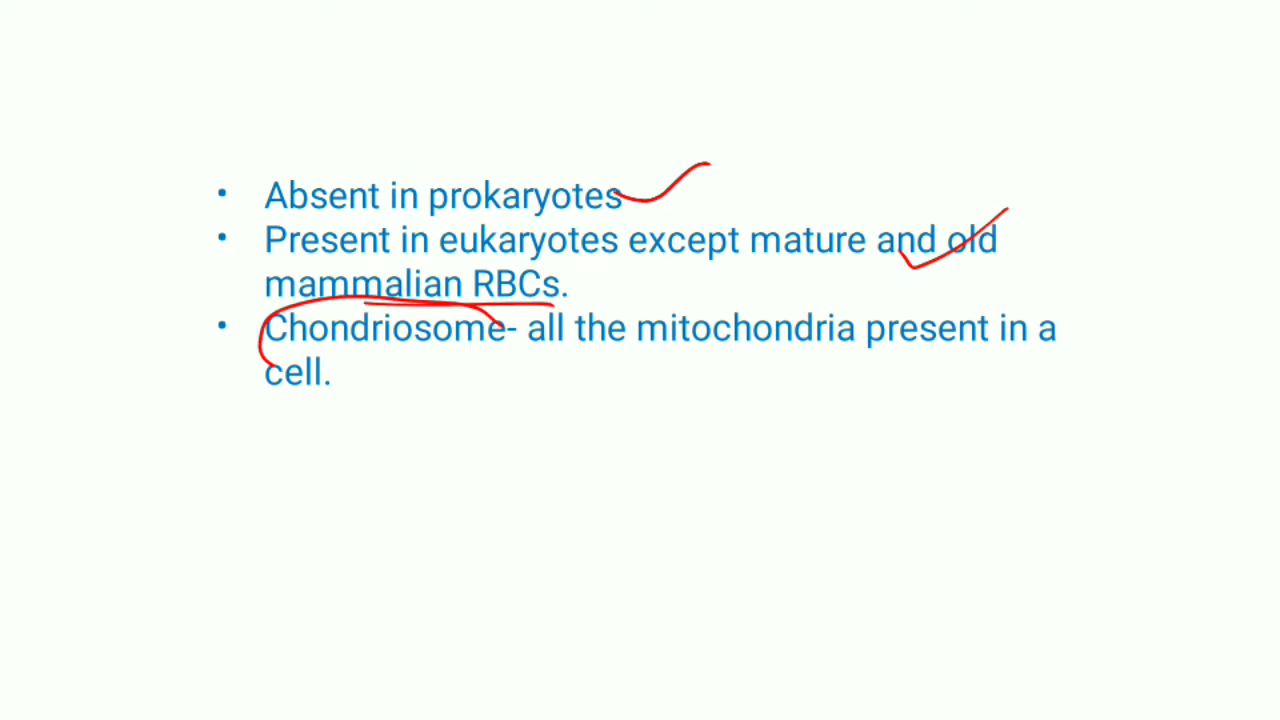 • Absent in prokaryotes
• Present in eukaryotes except mature and old
mammalian RBCs.
• Chondriosome- all the mitochondria present in a
cell.